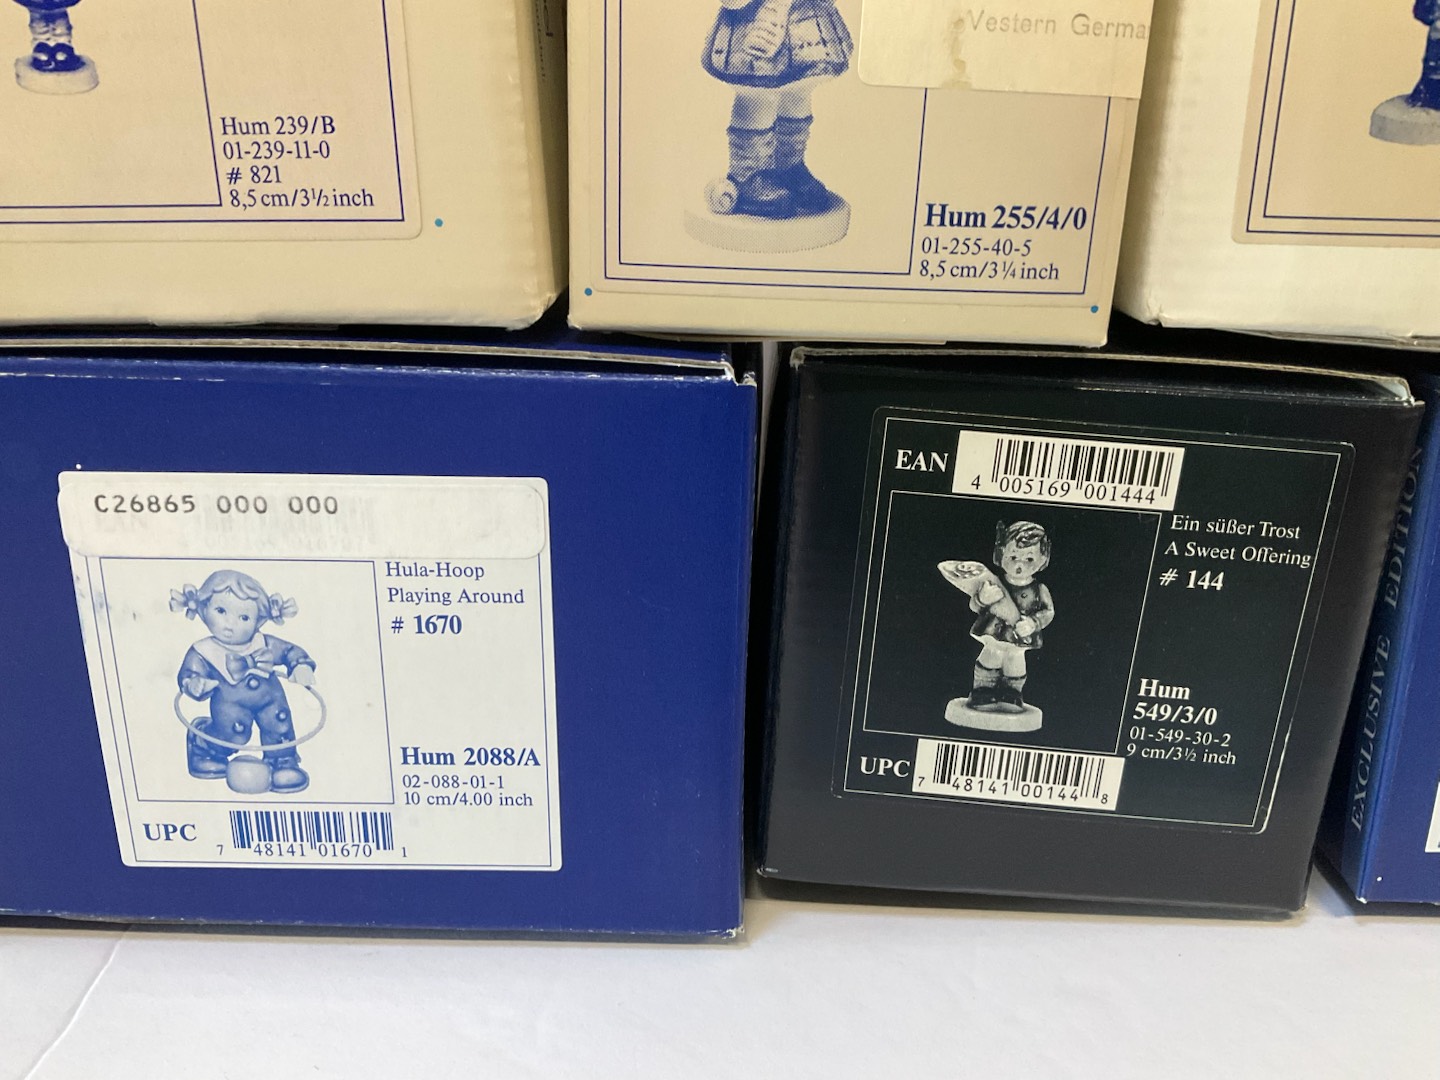 Hum 239/B
01-239-11-0
# 821
8,5 cm/3½ inch
Western Germa
Hum 255/4/0
01-255-40-5
8,5 cm/3¼ inch
C26865 000 000
Hula-Hoop
Playing Around
# 1670
Hum 2088/A
02-088-01-1
10 cm/4.00 inch
UPC
7 48141 01670 1
EAN
4 005169 001444
Ein süßer Trost
A Sweet Offering
# 144
Hum
549/3/0
01-549-30-2
9 cm/3½ inch
UPC
7 48141 00144 8
EXCLUSIVE EDITION